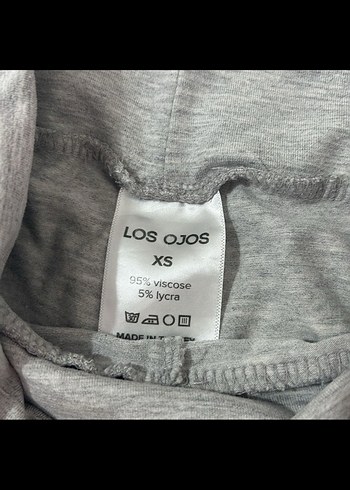 LOS OJOS
XS
95% viscose
5% lycra
MADE IN